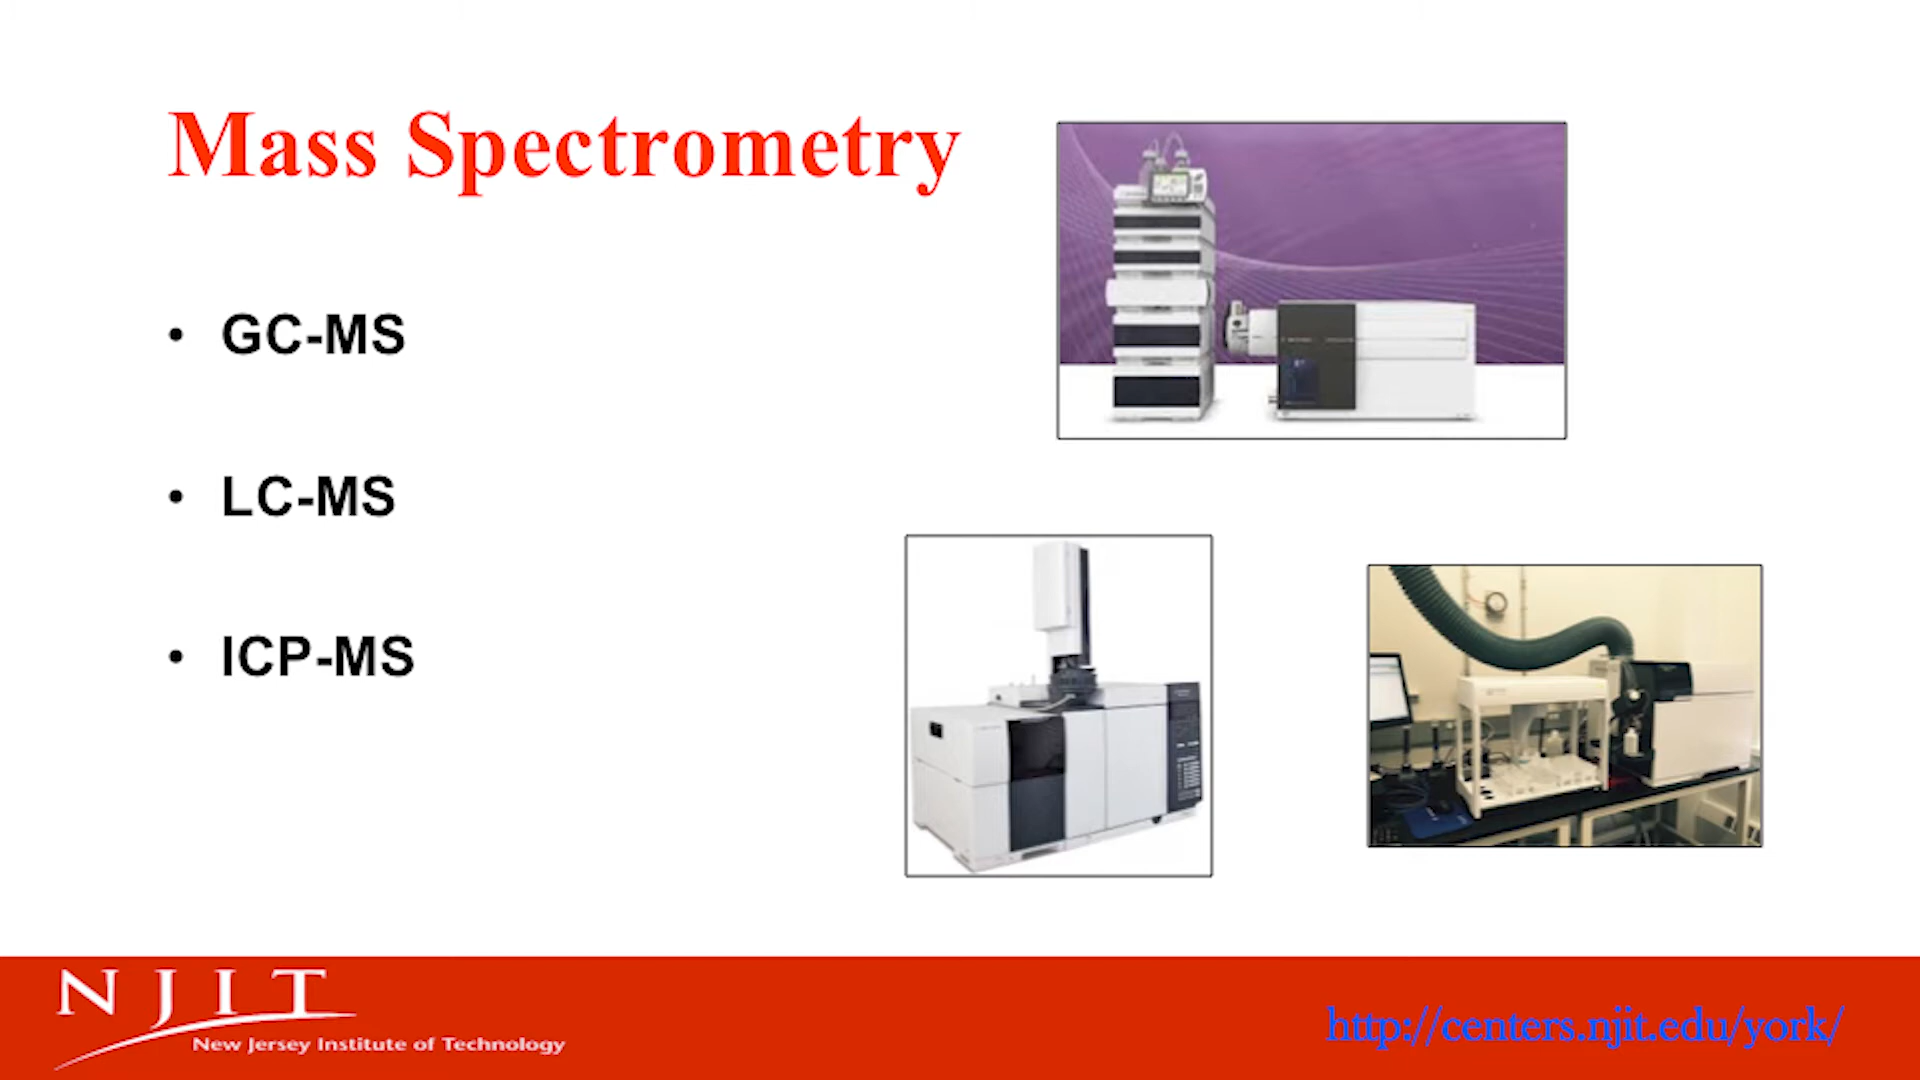 Mass Spectrometry
• GC-MS
• LC-MS
• ICP-MS
NJIT
New Jersey Institute of Technology
http://centers.njit.edu/york/